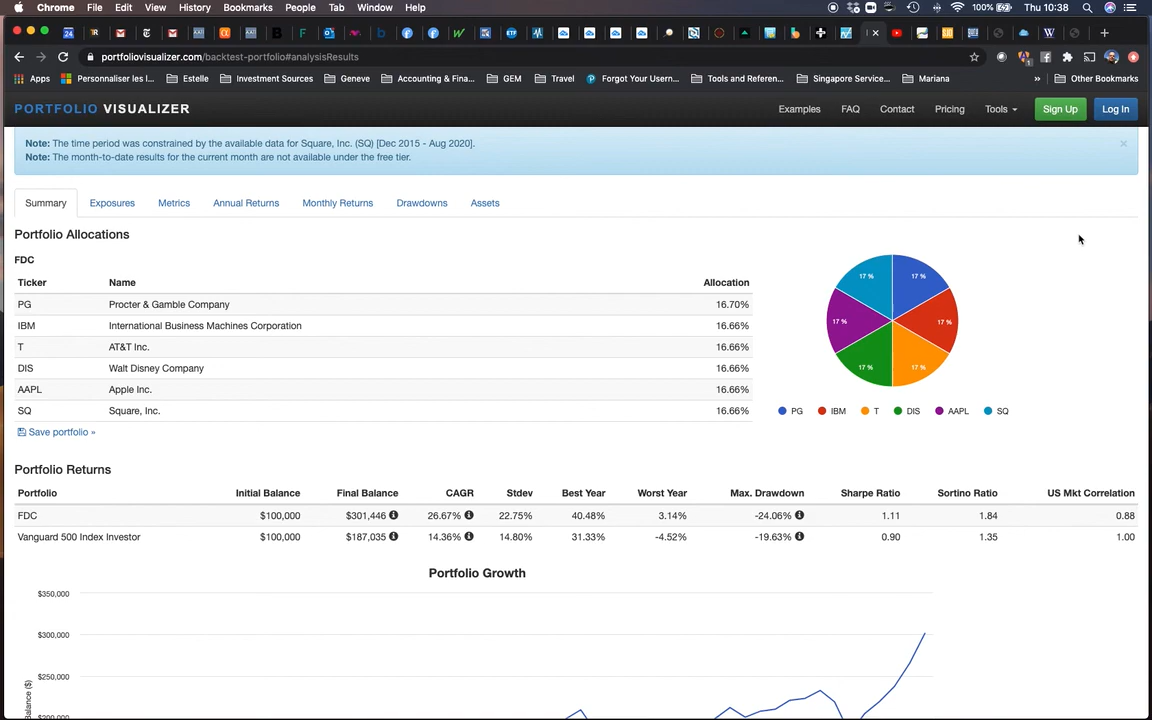 Chrome File Edit View History Bookmarks People Tab Window Help 100% Thu 10:38
portfoliovisualizer.com/backtest-portfolio#analysisResults
Apps Personnaliser les l... Estelle Investment Sources Geneve Accounting & Fina... GEM Travel Forgot Your Usern... Tools and Referen... Singapore Service... Mariana » Other Bookmarks
PORTFOLIO VISUALIZER Examples FAQ Contact Pricing Tools Sign Up Log In
Note: The time period was constrained by the available data for Square, Inc. (SQ) [Dec 2015 - Aug 2020].
Note: The month-to-date results for the current month are not available under the free tier.
Summary Exposures Metrics Annual Returns Monthly Returns Drawdowns Assets
Portfolio Allocations
FDC
Ticker Name Allocation
PG Procter & Gamble Company 16.70%
IBM International Business Machines Corporation 16.66%
T AT&T Inc. 16.66%
DIS Walt Disney Company 16.66%
AAPL Apple Inc. 16.66%
SQ Square, Inc. 16.66%
17 % 17 %
17 % 17 %
17 % 17 %
PG IBM T DIS AAPL SQ
Save portfolio »
Portfolio Returns
Portfolio Initial Balance Final Balance CAGR Stdev Best Year Worst Year Max. Drawdown Sharpe Ratio Sortino Ratio US Mkt Correlation
FDC $100,000 $301,446 26.67% 22.75% 40.48% 3.14% -24.06% 1.11 1.84 0.88
Vanguard 500 Index Investor $100,000 $187,035 14.36% 14.80% 31.33% -4.52% -19.63% 0.90 1.35 1.00
Portfolio Growth
$350,000
$300,000
$250,000
$200,000
Balance ($)